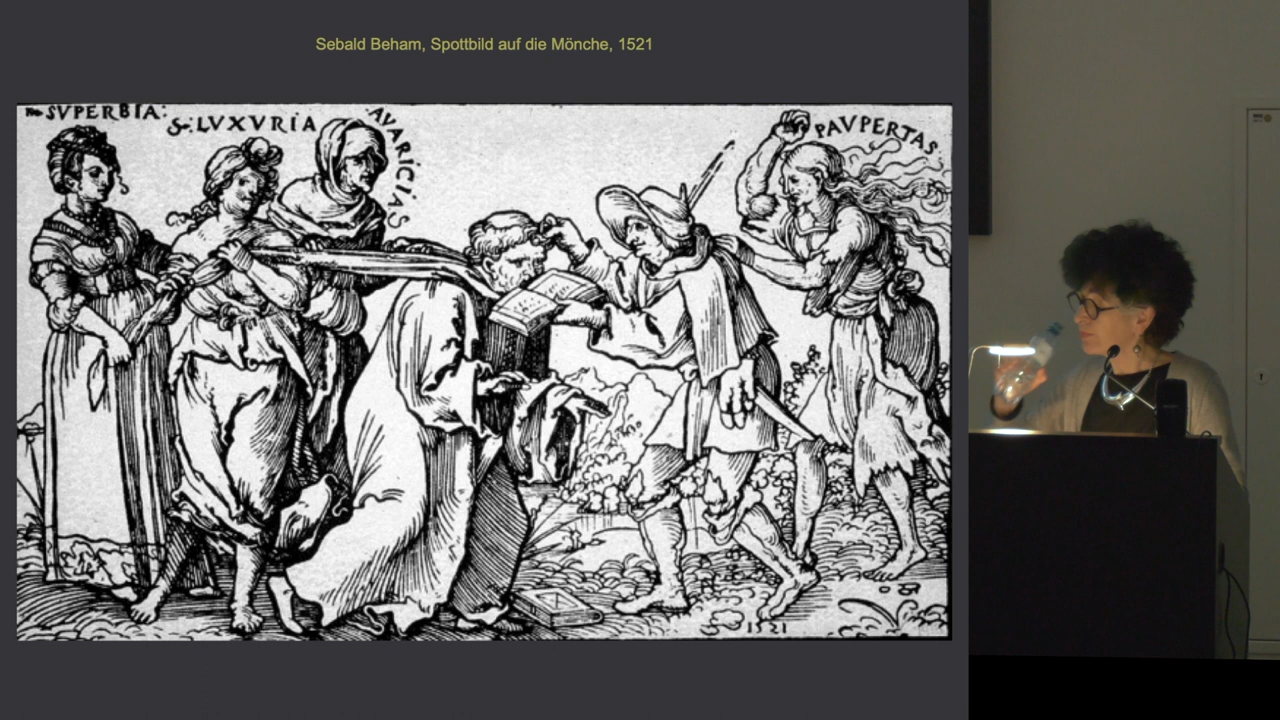 Sebald Beham, Spottbild auf die Mönche, 1521
SVPERBIA:
LVXVRIA
AVARICIAS
PAVPERTAS
1521